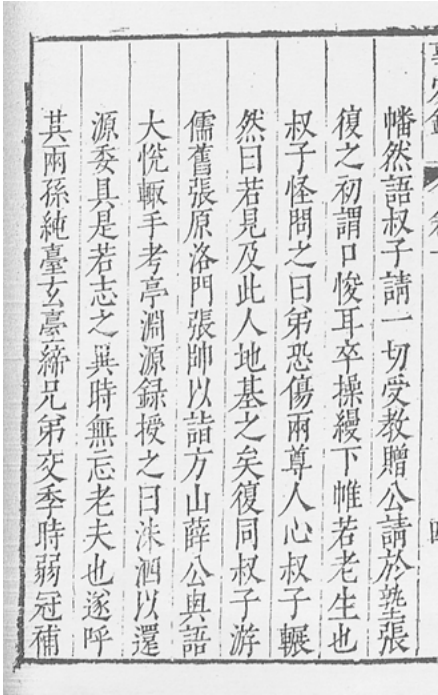 幡然語叔子請一切受教贈公請於塾張
復之初謂口悛耳卒操縵下帷若老生也
叔子怪問之曰弟恐傷兩尊人心叔子輾
然曰若見及此人地基之矣復同叔子游
儒舊張原洛門張帥以詣方山薛公與語
大悅輙手考亭淵源録授之曰洙泗以還
源委具是若志之異時無忘老夫也遂呼
其兩孫純臺玄臺締兄弟交季時弱冠補